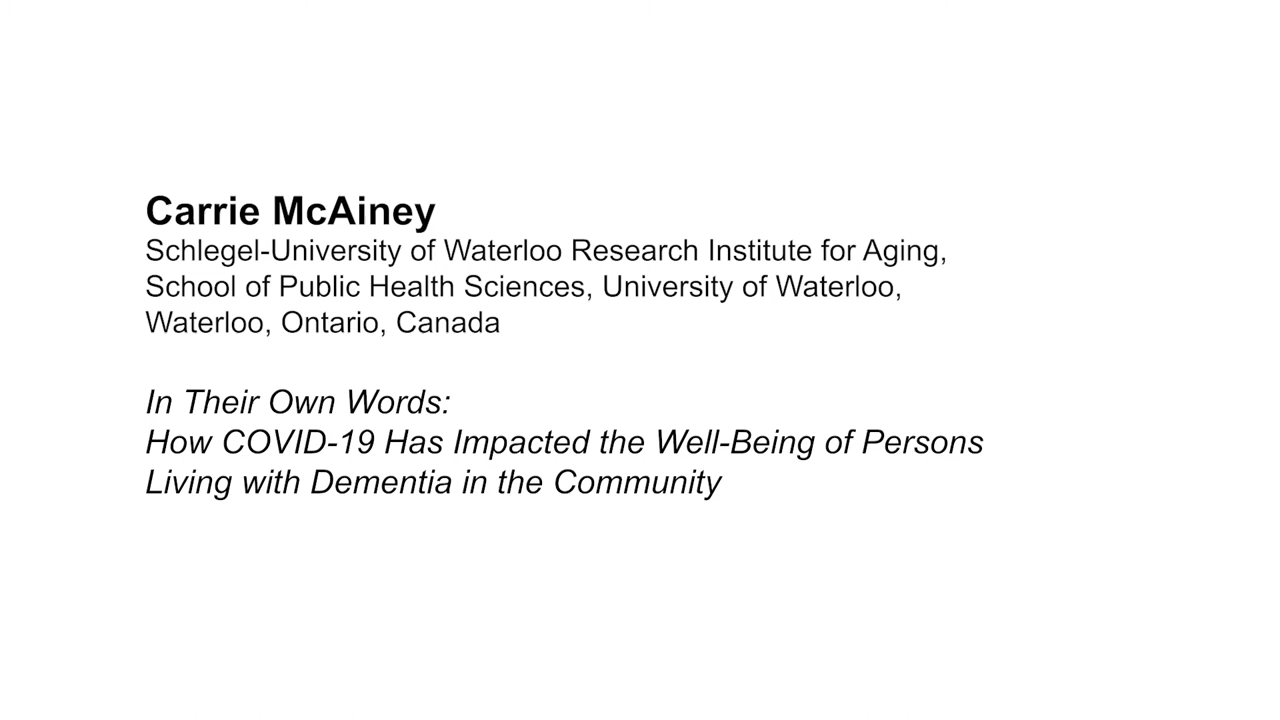 Carrie McAiney
Schlegel-University of Waterloo Research Institute for Aging,
School of Public Health Sciences, University of Waterloo,
Waterloo, Ontario, Canada
In Their Own Words:
How COVID-19 Has Impacted the Well-Being of Persons
Living with Dementia in the Community